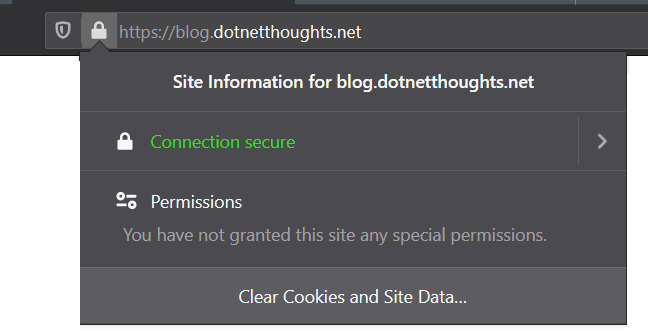 https://blog.dotnetthoughts.net
Site Information for blog.dotnetthoughts.net
Connection secure
Permissions
You have not granted this site any special permissions.
Clear Cookies and Site Data...